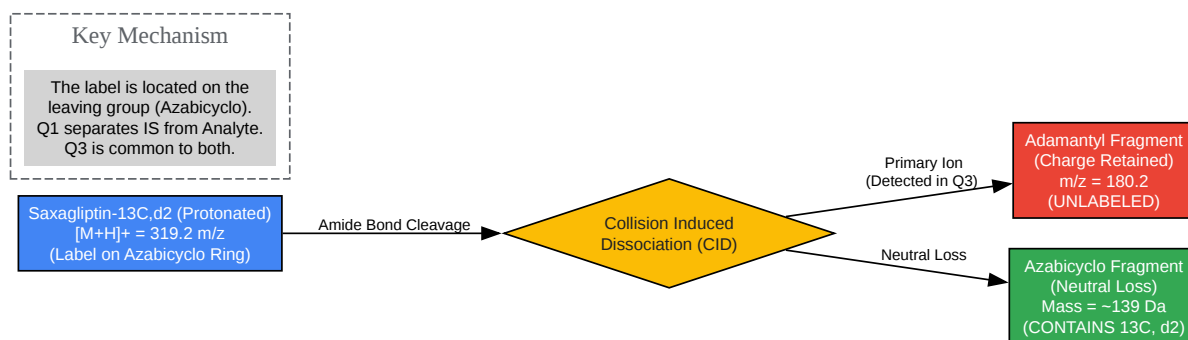 Key Mechanism
The label is located on the
leaving group (Azabicyclo).
Q1 separates IS from Analyte.
Q3 is common to both.
Saxagliptin-13C,d2 (Protonated)
[M+H]+ = 319.2 m/z
(Label on Azabicyclo Ring)
Amide Bond Cleavage
Collision Induced
Dissociation (CID)
Primary Ion
(Detected in Q3)
Adamantyl Fragment
(Charge Retained)
m/z = 180.2
(UNLABELED)
Neutral Loss
Azabicyclo Fragment
(Neutral Loss)
Mass = ~139 Da
(CONTAINS 13C, d2)